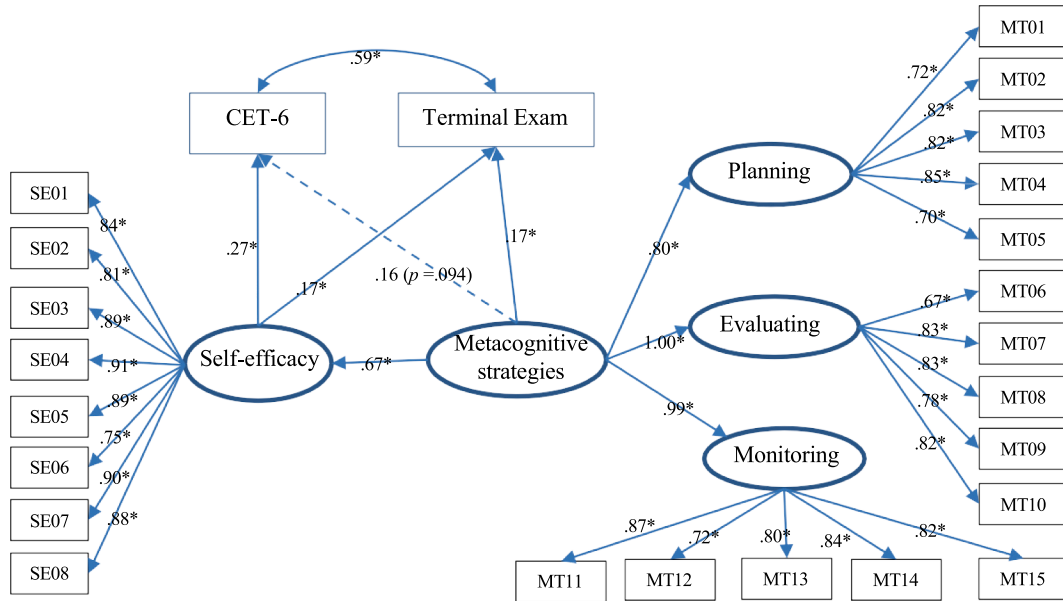 MT01
.59*
.72*
MT02
CET-6
Terminal Exam
.82*
MT03
.82*
Planning
.85*
MT04
SE01
.70*
84*
.17*
MT05
SE02
.27*
.80*
.81*
.16 (p =.094)
MT06
.17*
.67*
SE03
.89*
Evaluating
.83*
MT07
Self-efficacy
Metacognitive
strategies
1.00*
SE04
.91*
.67*
.83*
MT08
.89*
.99*
.78*
SE05
.75*
.82*
MT09
Monitoring
SE06
.90*
MT10
SE07
.88*
.87*
.72*
.80*
.84*
.82*
SE08
MT11
MT12
MT13
MT14
MT15